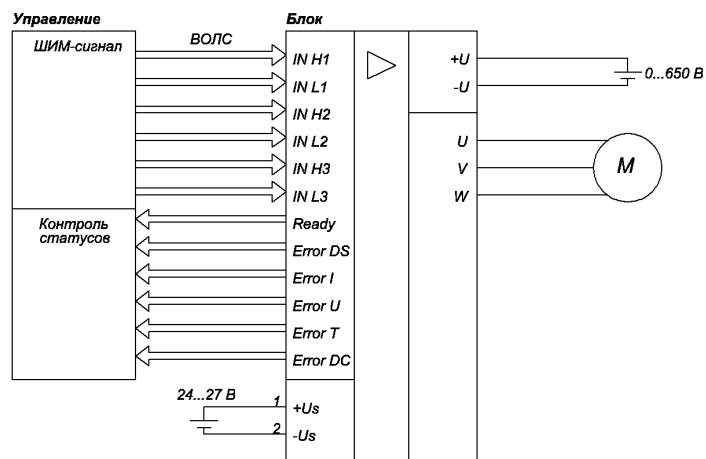 Управление
Блок
ШИМ-сигнал
ВОЛС
IN H1
IN L1
IN H2
IN L2
IN H3
IN L3
+U
-U
0...650 В
U
V
W
M
Контроль
статусов
Ready
Error DS
Error I
Error U
Error T
Error DC
24...27 В
1
+Us
2
-Us